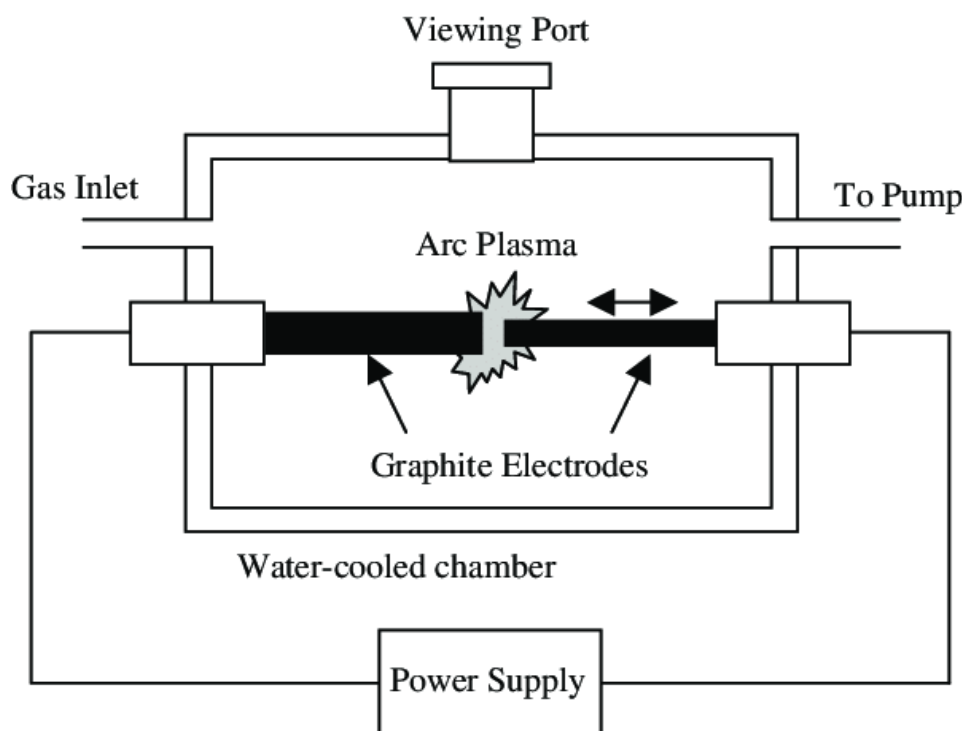 Viewing Port
Gas Inlet
To Pump
Arc Plasma
Graphite Electrodes
Water-cooled chamber
Power Supply